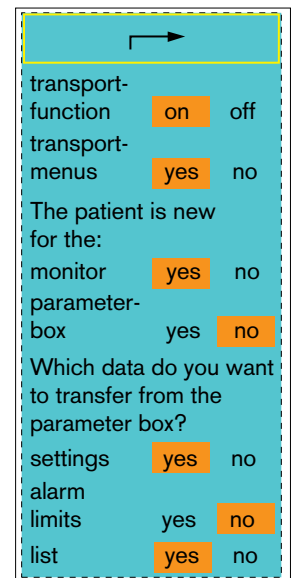 transport-
function on off
transport-
menus yes no
The patient is new
for the:
monitor yes no
parameter-
box yes no
Which data do you want
to transfer from the
parameter box?
settings yes no
alarm
limits yes no
list yes no